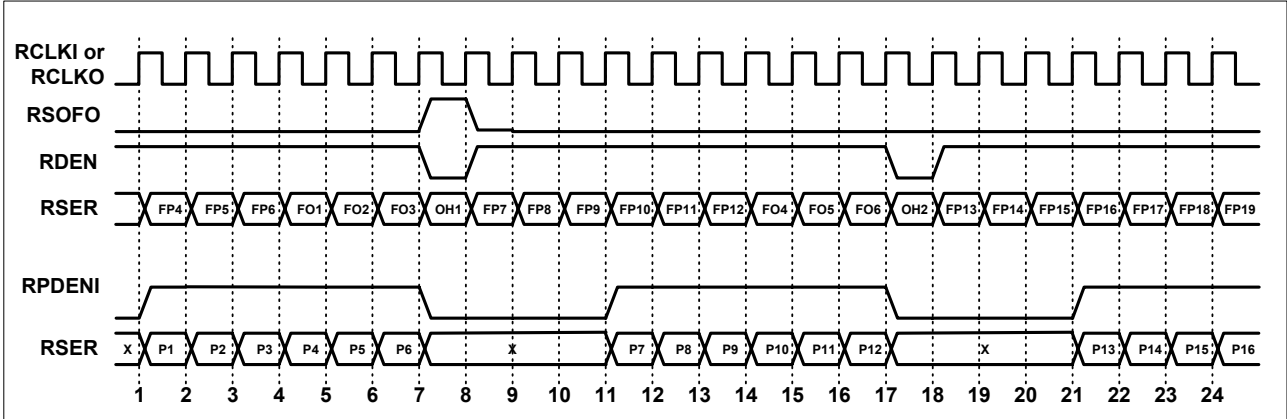 RCLKI or
RCLKO
RSOFO
RDEN
RSER FP4 FP5 FP6 FO1 FO2 FO3 OH1 FP7 FP8 FP9 FP10 FP11 FP12 FO4 FO5 FO6 OH2 FP13 FP14 FP15 FP16 FP17 FP18 FP19
RPDENI
RSER X P1 P2 P3 P4 P5 P6 X P7 P8 P9 P10 P11 P12 X P13 P14 P15 P16
1 2 3 4 5 6 7 8 9 10 11 12 13 14 15 16 17 18 19 20 21 22 23 24